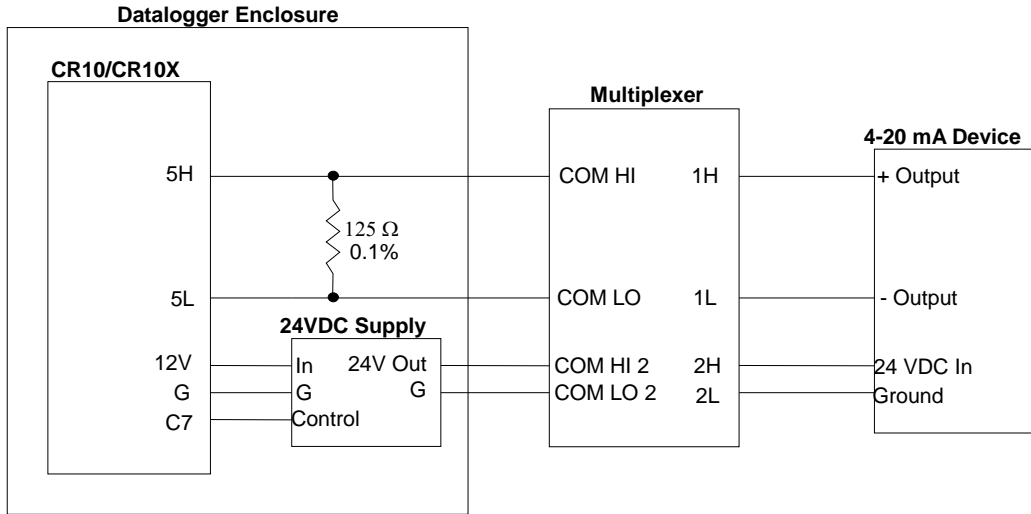 Datalogger Enclosure
CR10/CR10X
Multiplexer
4-20 mA Device
5H
COM HI
1H
+ Output
125 Ω
0.1%
5L
COM LO
1L
- Output
24VDC Supply
12V
In
24V Out
COM HI 2
2H
24 VDC In
G
G
G
COM LO 2
2L
Ground
C7
Control